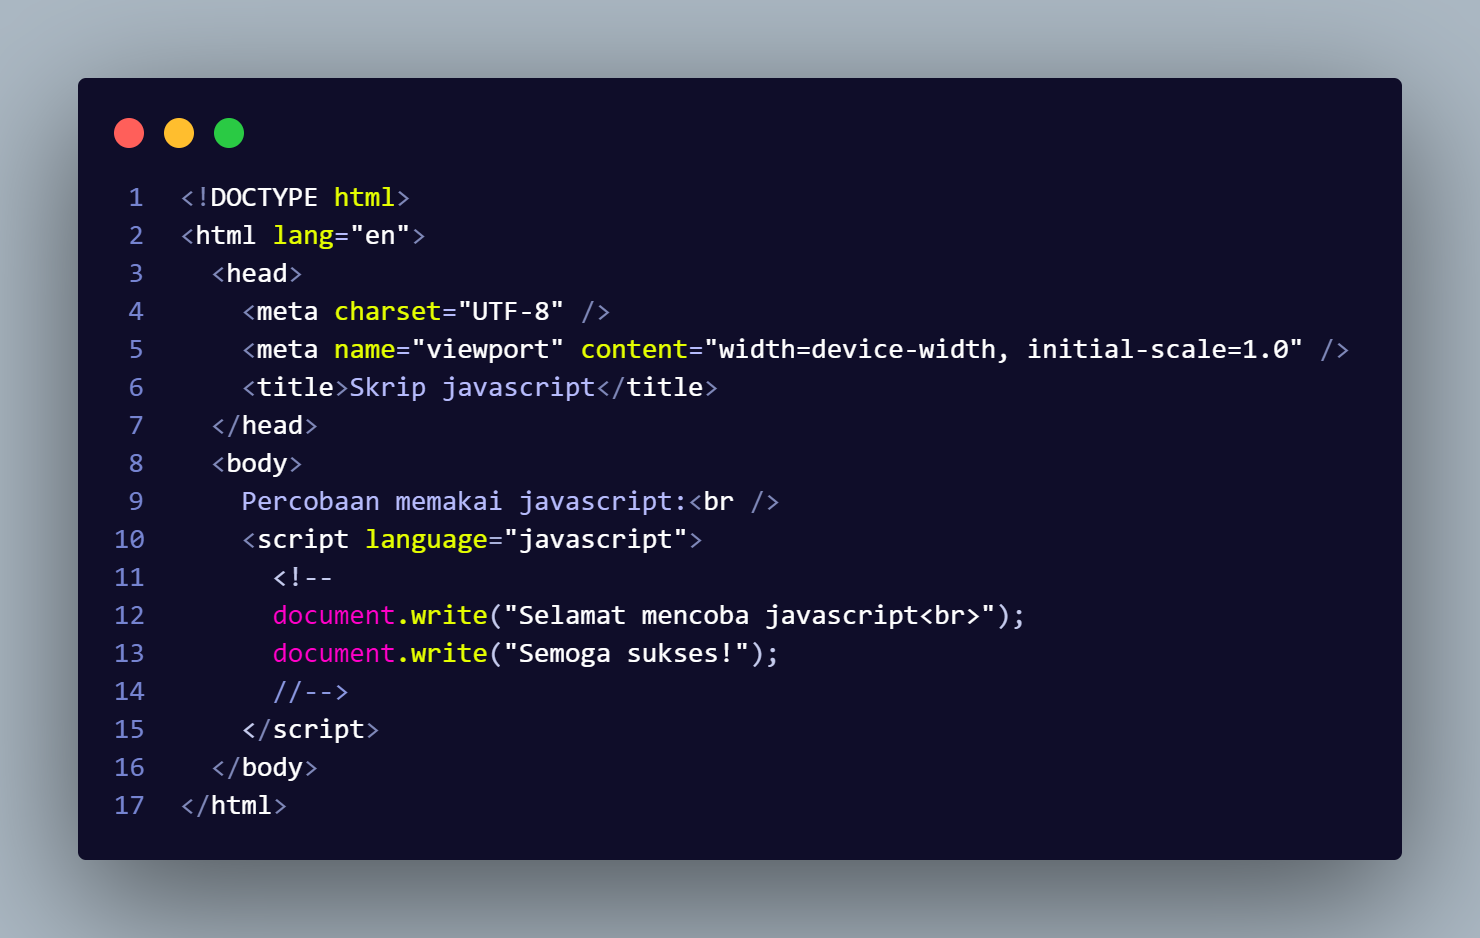 1 <!DOCTYPE html>
2 <html lang="en">
3 <head>
4 <meta charset="UTF-8" />
5 <meta name="viewport" content="width=device-width, initial-scale=1.0" />
6 <title>Skrip javascript</title>
7 </head>
8 <body>
9 Percobaan memakai javascript:<br />
10 <script language="javascript">
11 <!--
12 document.write("Selamat mencoba javascript<br>");
13 document.write("Semoga sukses!");
14 //-->
15 </script>
16 </body>
17 </html>